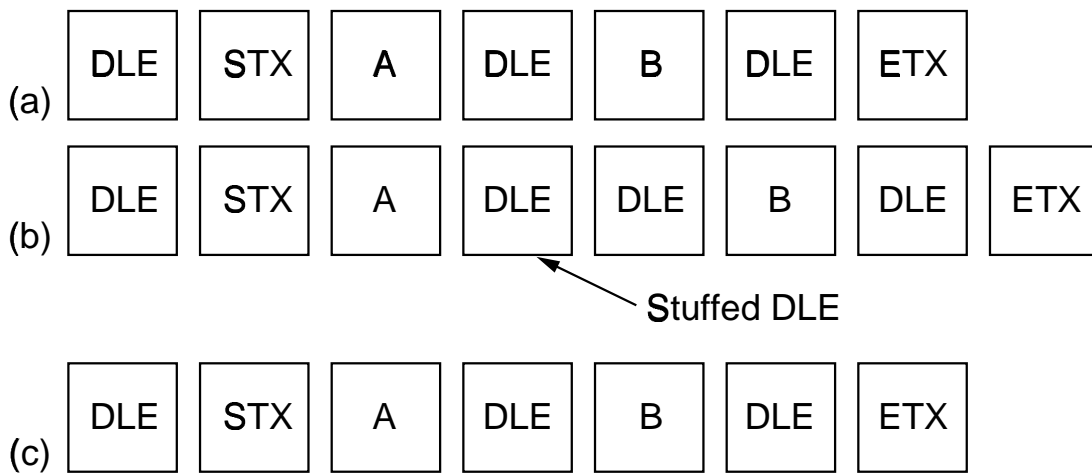 (a) DLE STX A DLE B DLE ETX
(b) DLE STX A DLE DLE B DLE ETX
Stuffed DLE
(c) DLE STX A DLE B DLE ETX